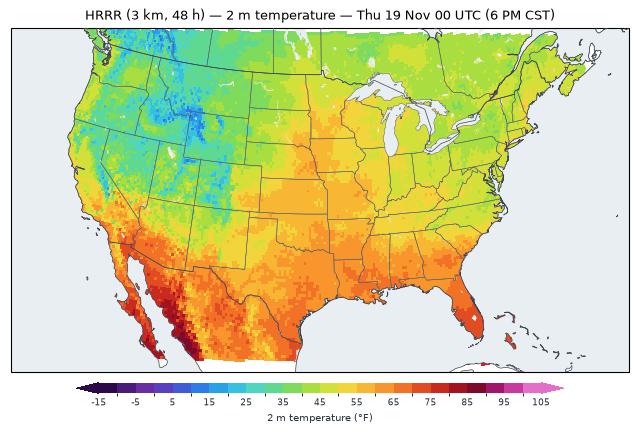 HRRR (3 km, 48 h) — 2 m temperature — Thu 19 Nov 00 UTC (6 PM CST)
-15 -5 5 15 25 35 45 55 65 75 85 95 105
2 m temperature (°F)